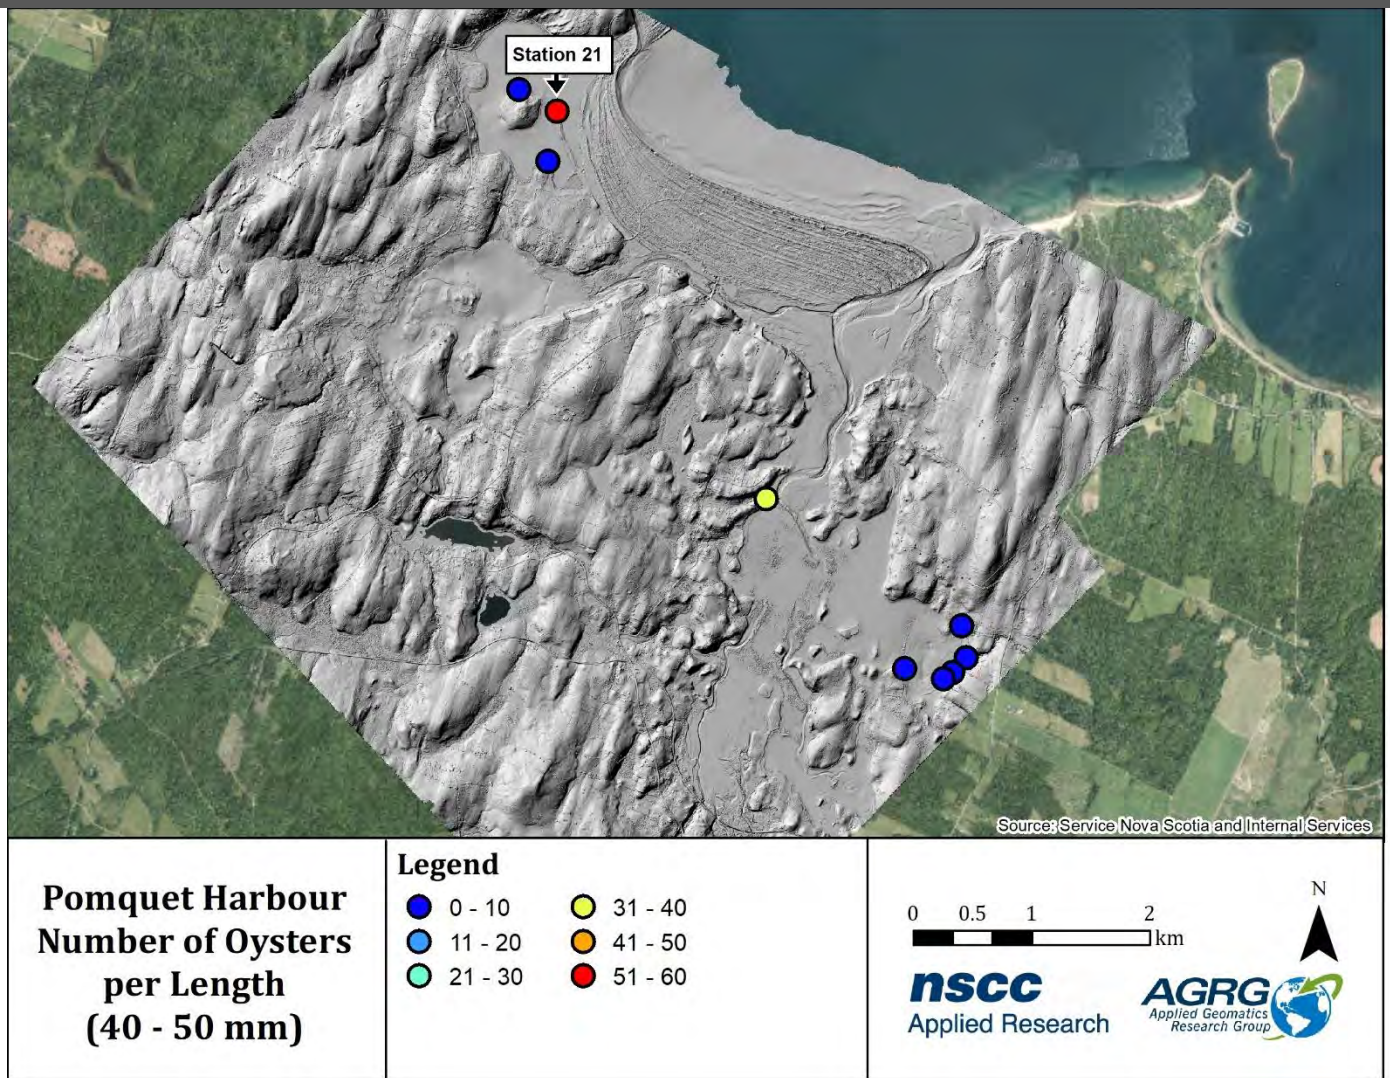 Station 21
Source: Service Nova Scotia and Internal Services
Pomquet Harbour
Number of Oysters
per Length
(40 - 50 mm)
Legend
0 - 10
11 - 20
21 - 30
31 - 40
41 - 50
51 - 60
0 0.5 1 2
km
N
nscc
Applied Research
AGRG
Applied Geomatics
Research Group